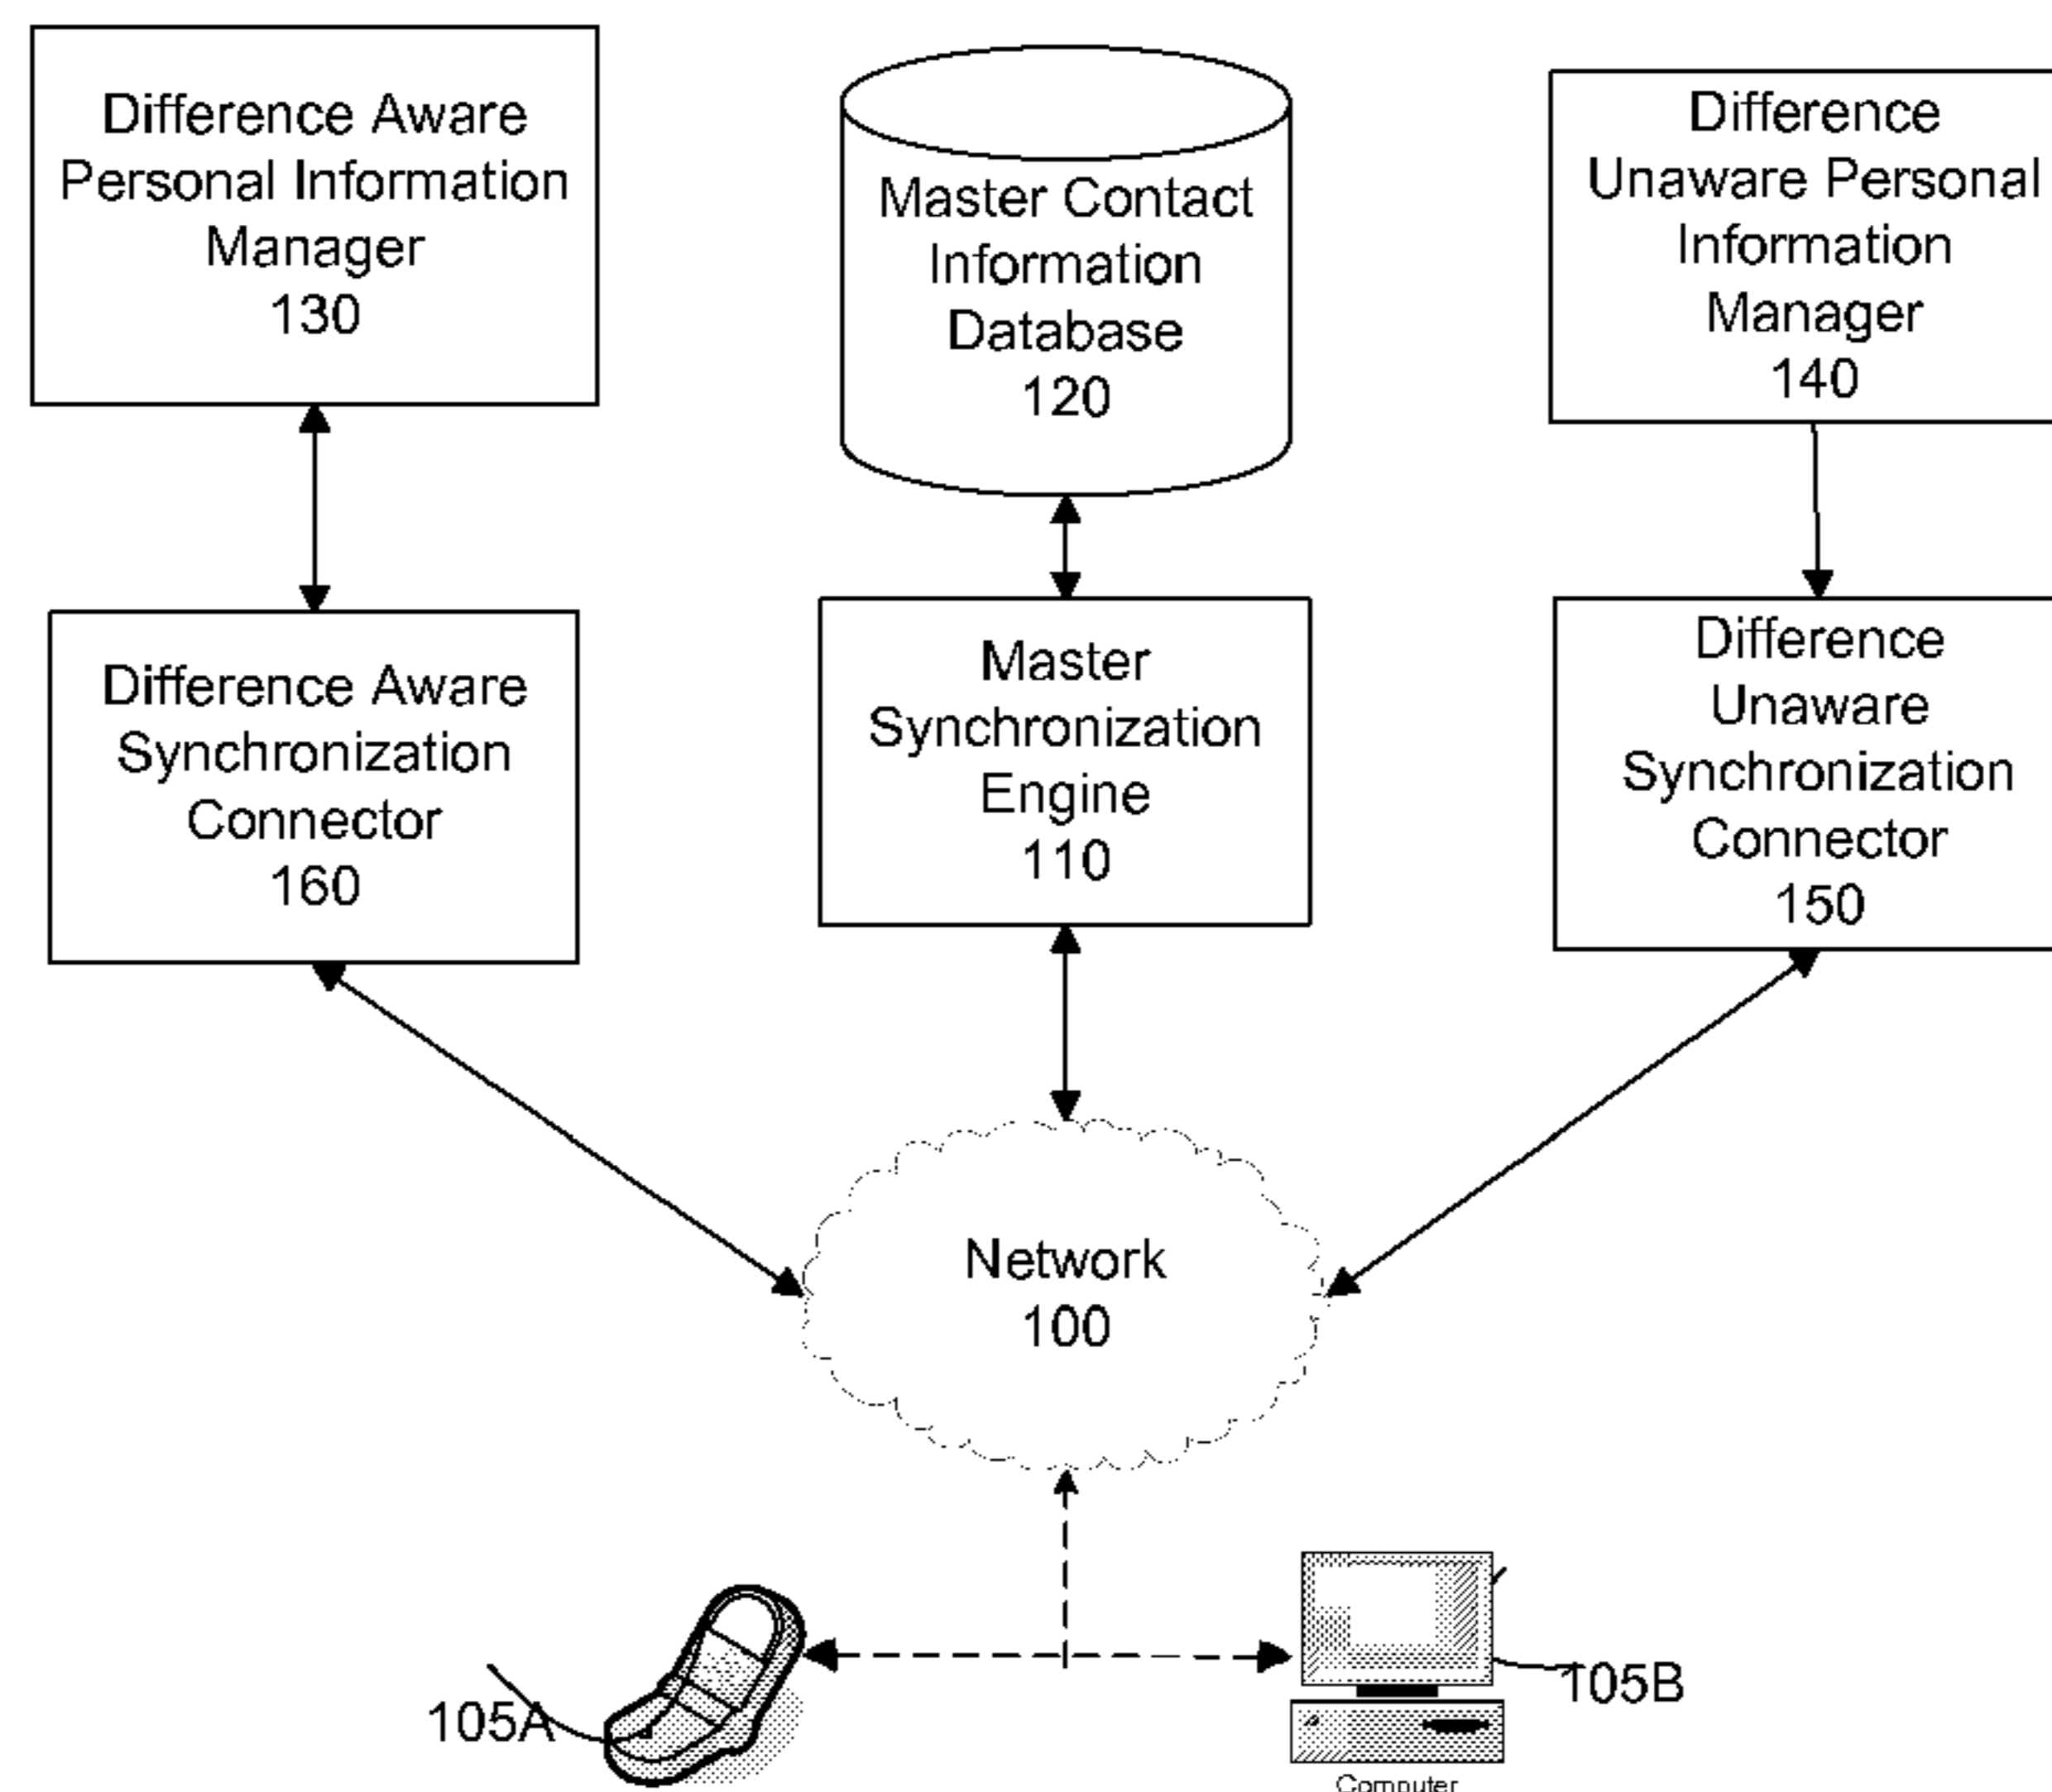 Difference Aware
Personal Information
Manager
130
Master Contact
Information
Database
120
Difference
Unaware Personal
Information
Manager
140
Difference Aware
Synchronization
Connector
160
Master
Synchronization
Engine
110
Difference
Unaware
Synchronization
Connector
150
Network
100
105A
105B
Computer